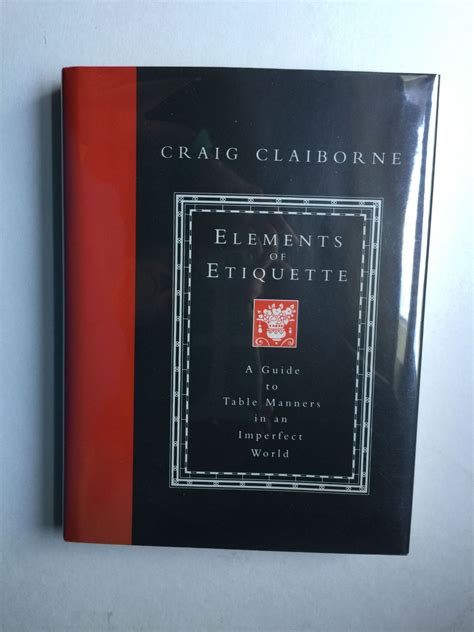 CRAIG CLAIBORNE
ELEMENTS
OF
ETIQUETTE
A Guide
to
Table Manners
in an
Imperfect
World